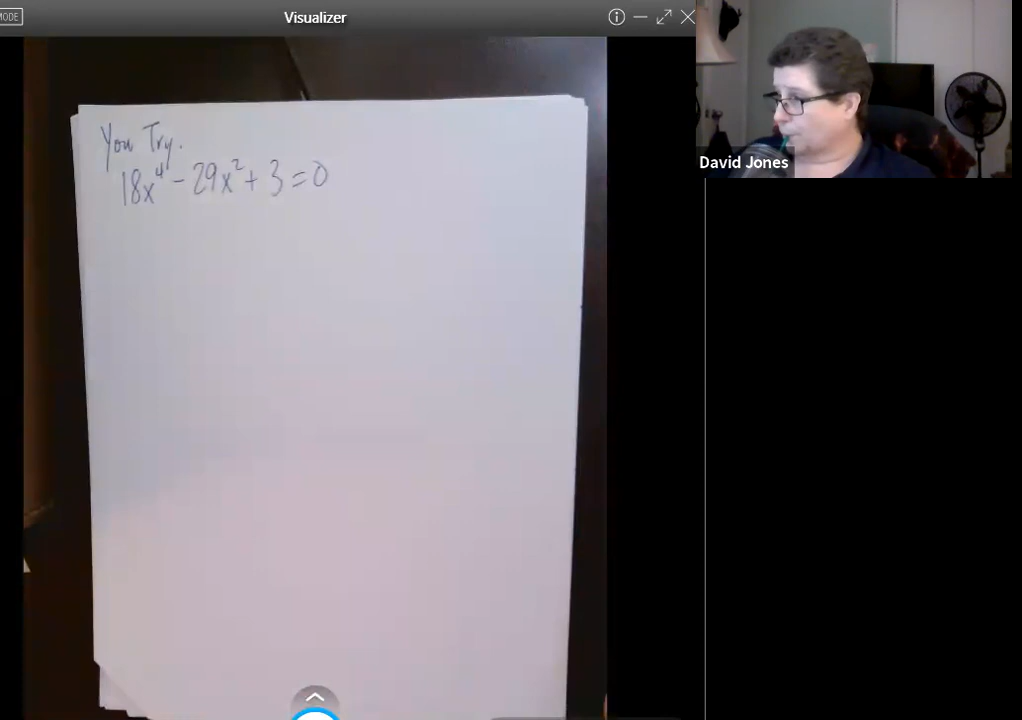 MODE
Visualizer
You Try.
18x⁴ - 29x² + 3 = 0
David Jones